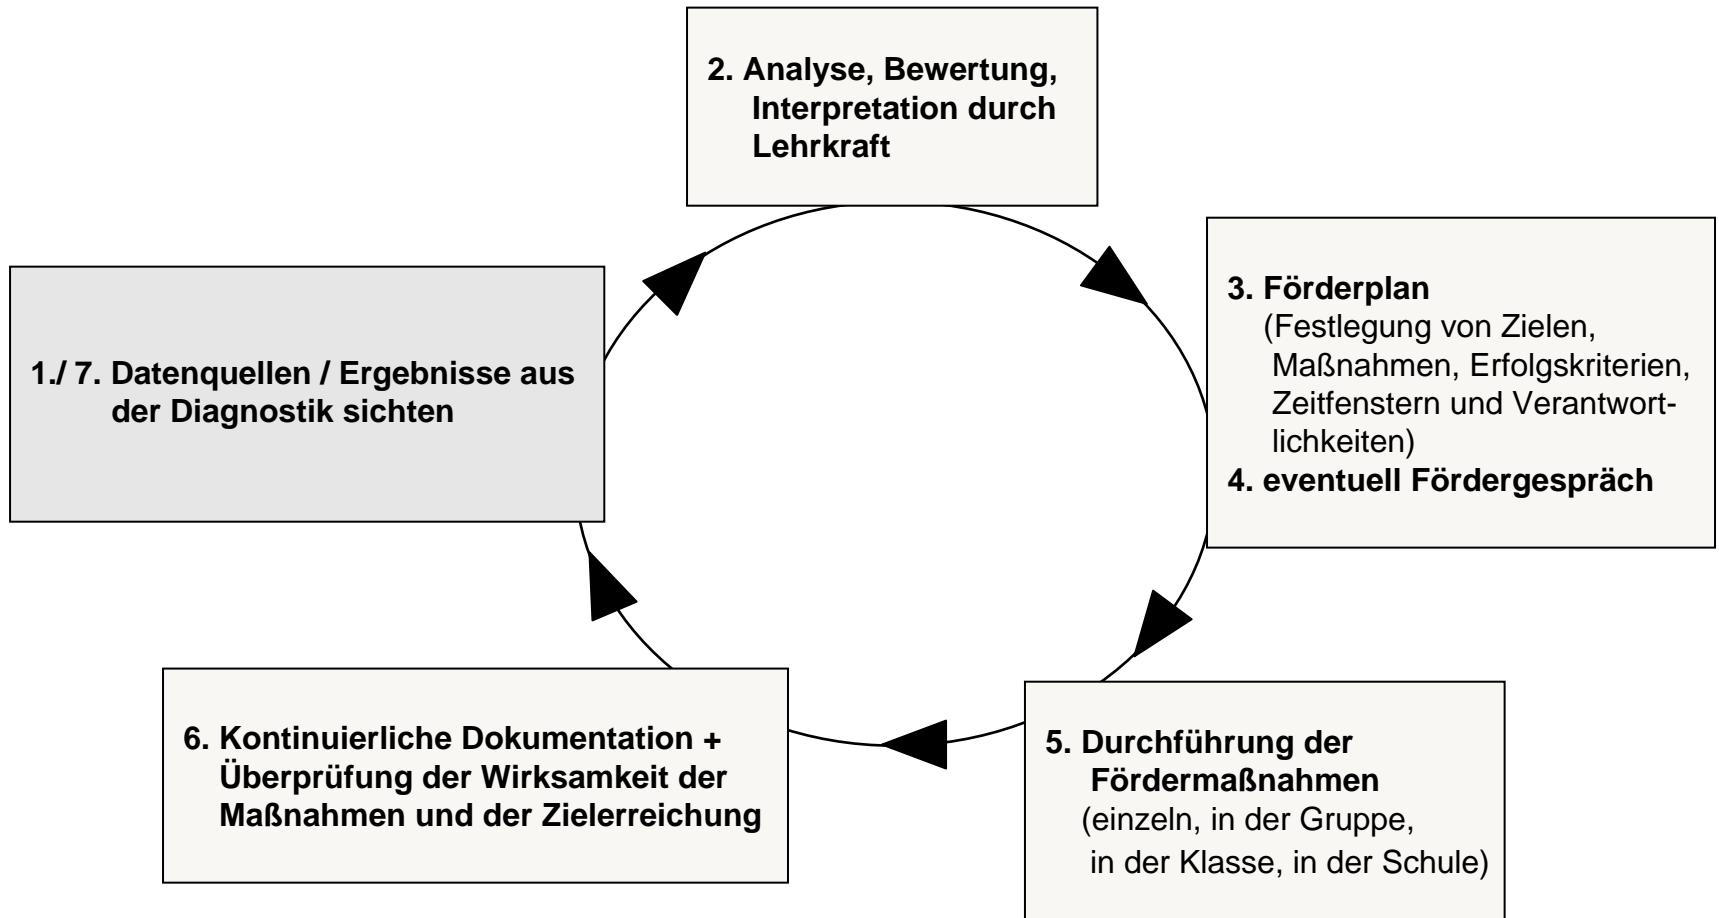 2. Analyse, Bewertung,
Interpretation durch
Lehrkraft
1./ 7. Datenquellen / Ergebnisse aus
der Diagnostik sichten
3. Förderplan
(Festlegung von Zielen,
Maßnahmen, Erfolgskriterien,
Zeitfenstern und Verantwort-
lichkeiten)
4. eventuell Fördergespräch
6. Kontinuierliche Dokumentation +
Überprüfung der Wirksamkeit der
Maßnahmen und der Zielerreichung
5. Durchführung der
Fördermaßnahmen
(einzeln, in der Gruppe,
in der Klasse, in der Schule)